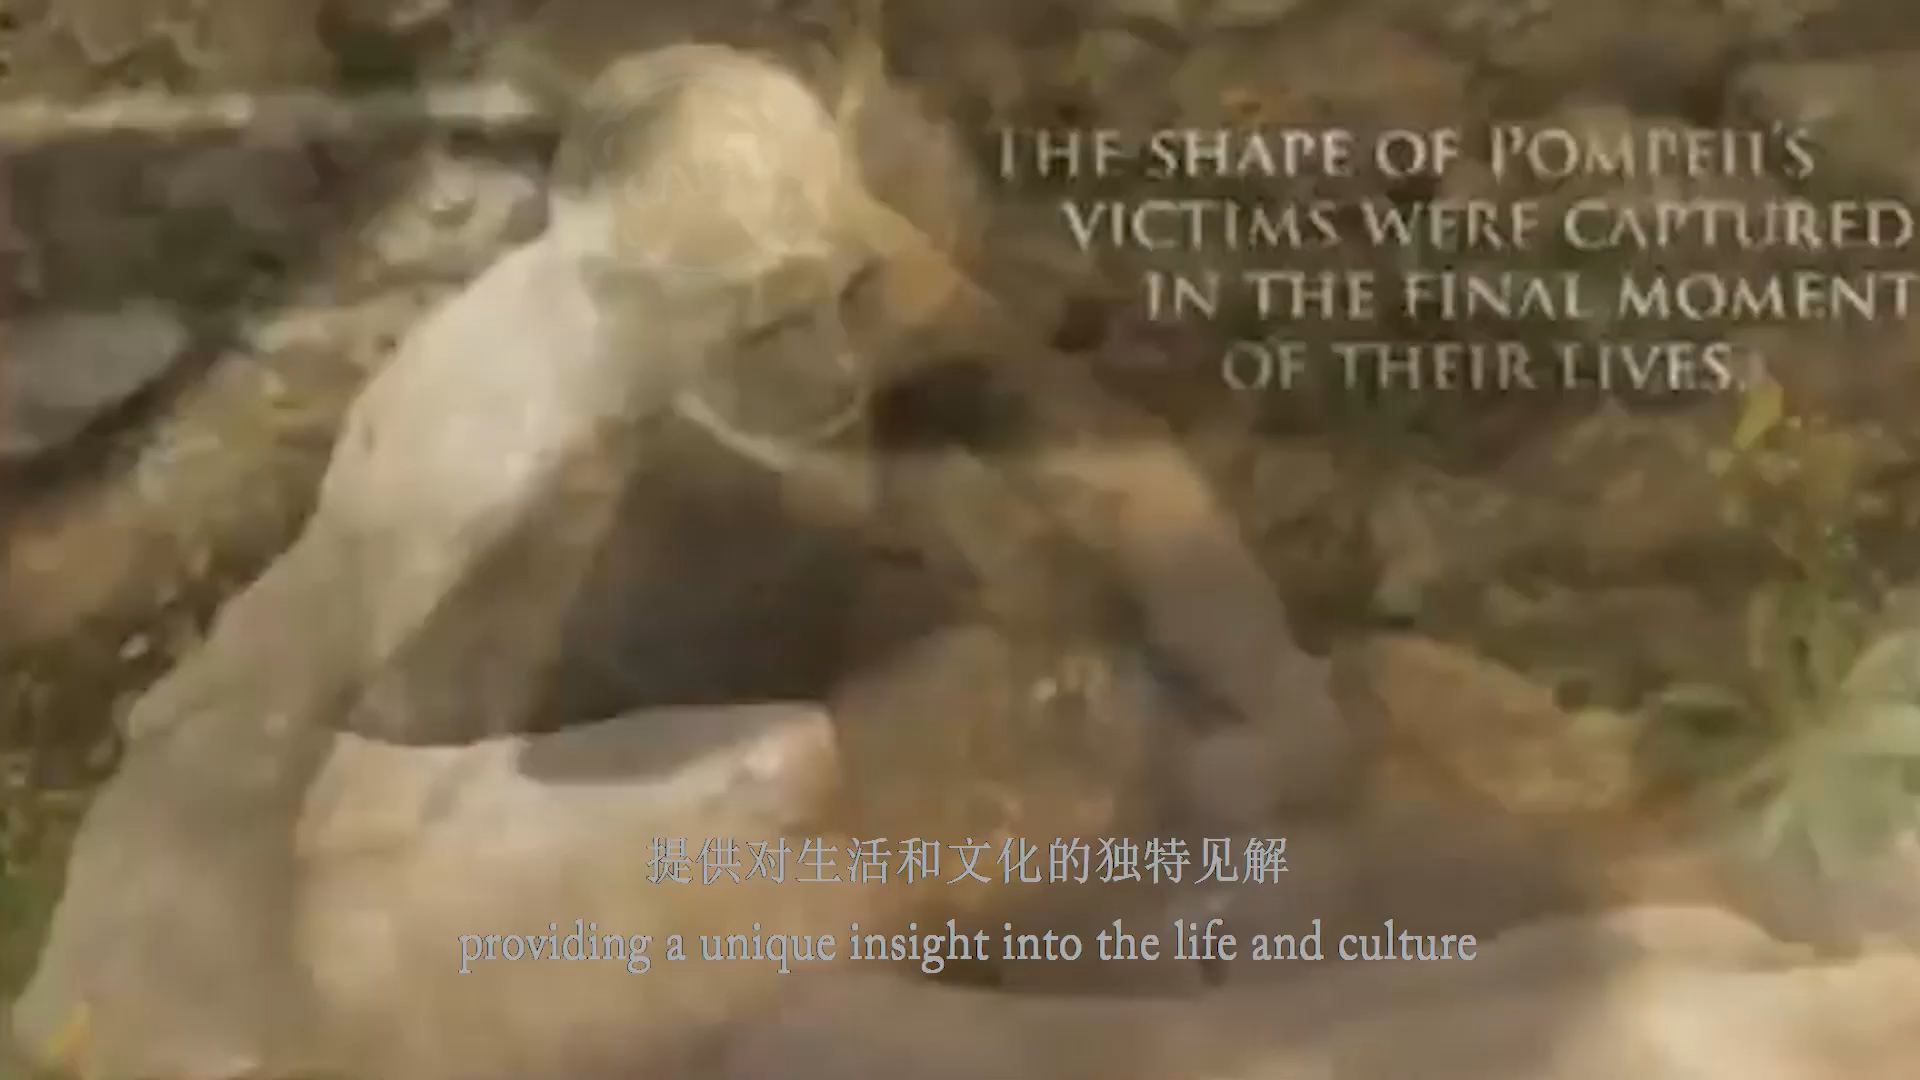 THE SHAPE OF POMPEII'S
VICTIMS WERE CAPTURED
IN THE FINAL MOMENT
OF THEIR LIVES.
提供对生活和文化的独特见解
providing a unique insight into the life and culture